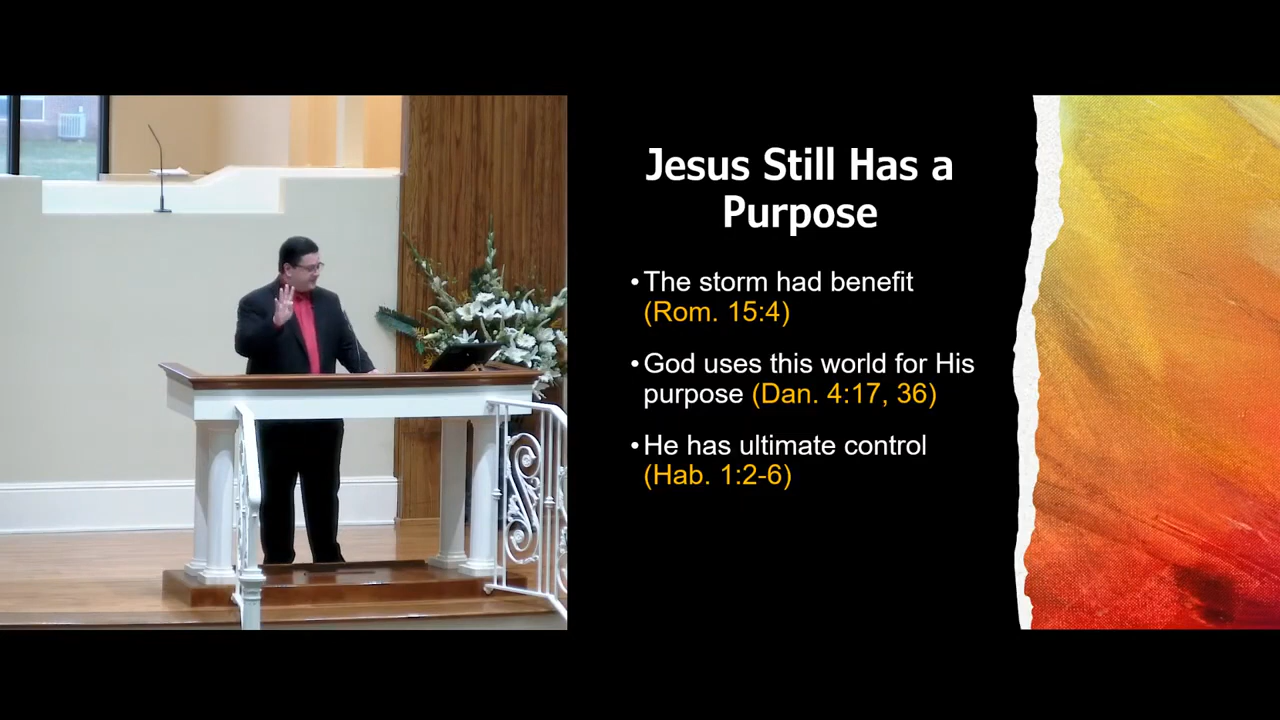 Jesus Still Has a
Purpose
•The storm had benefit
(Rom. 15:4)
•God uses this world for His
purpose (Dan. 4:17, 36)
•He has ultimate control
(Hab. 1:2-6)